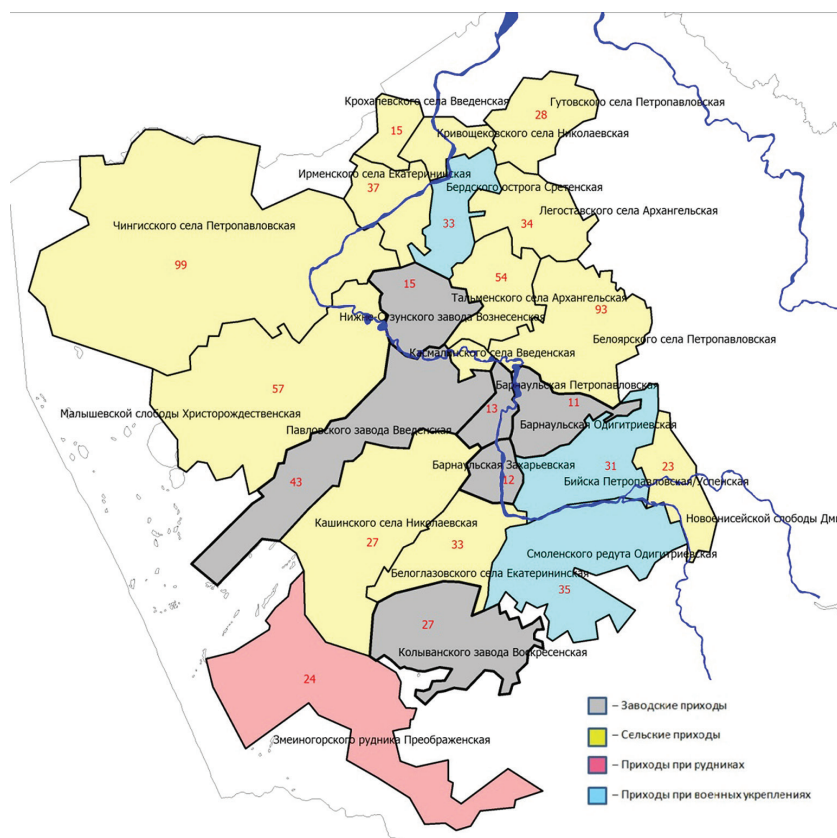 Крохалевского села Введенская
Гутовского села Петропавловская
28
15
Кривощековского села Николаевская
Ирменского села Екатерининская
37
Бердского острога Сретенская
Легоставского села Архангельская
Чингисского села Петропавловская
33
34
99
15
54
Тальменского села Архангельская
93
Нижно-Сузунского завода Вознесенская
Белоярского села Петропавловская
Касмалинского села Введенская
57
Барнаульская Петропавловская
13
11
Малышевской слободы Христорождественская
Павловского завода Введенская
Барнаульская Одигитриевская
Барнаульская Захарьевская
31
23
43
12
Бийска Петропавловская/Успенская
Кашинского села Николаевская
Новоенисейской слободы Дми
27
33
Смоленского редута Одигитриевская
Белоглазовского села Екатерининская
35
27
Колыванского завода Воскресенская
24
Змеиногорского рудника Преображенская
– Заводские приходы
– Сельские приходы
– Приходы при рудниках
– Приходы при военных укреплениях